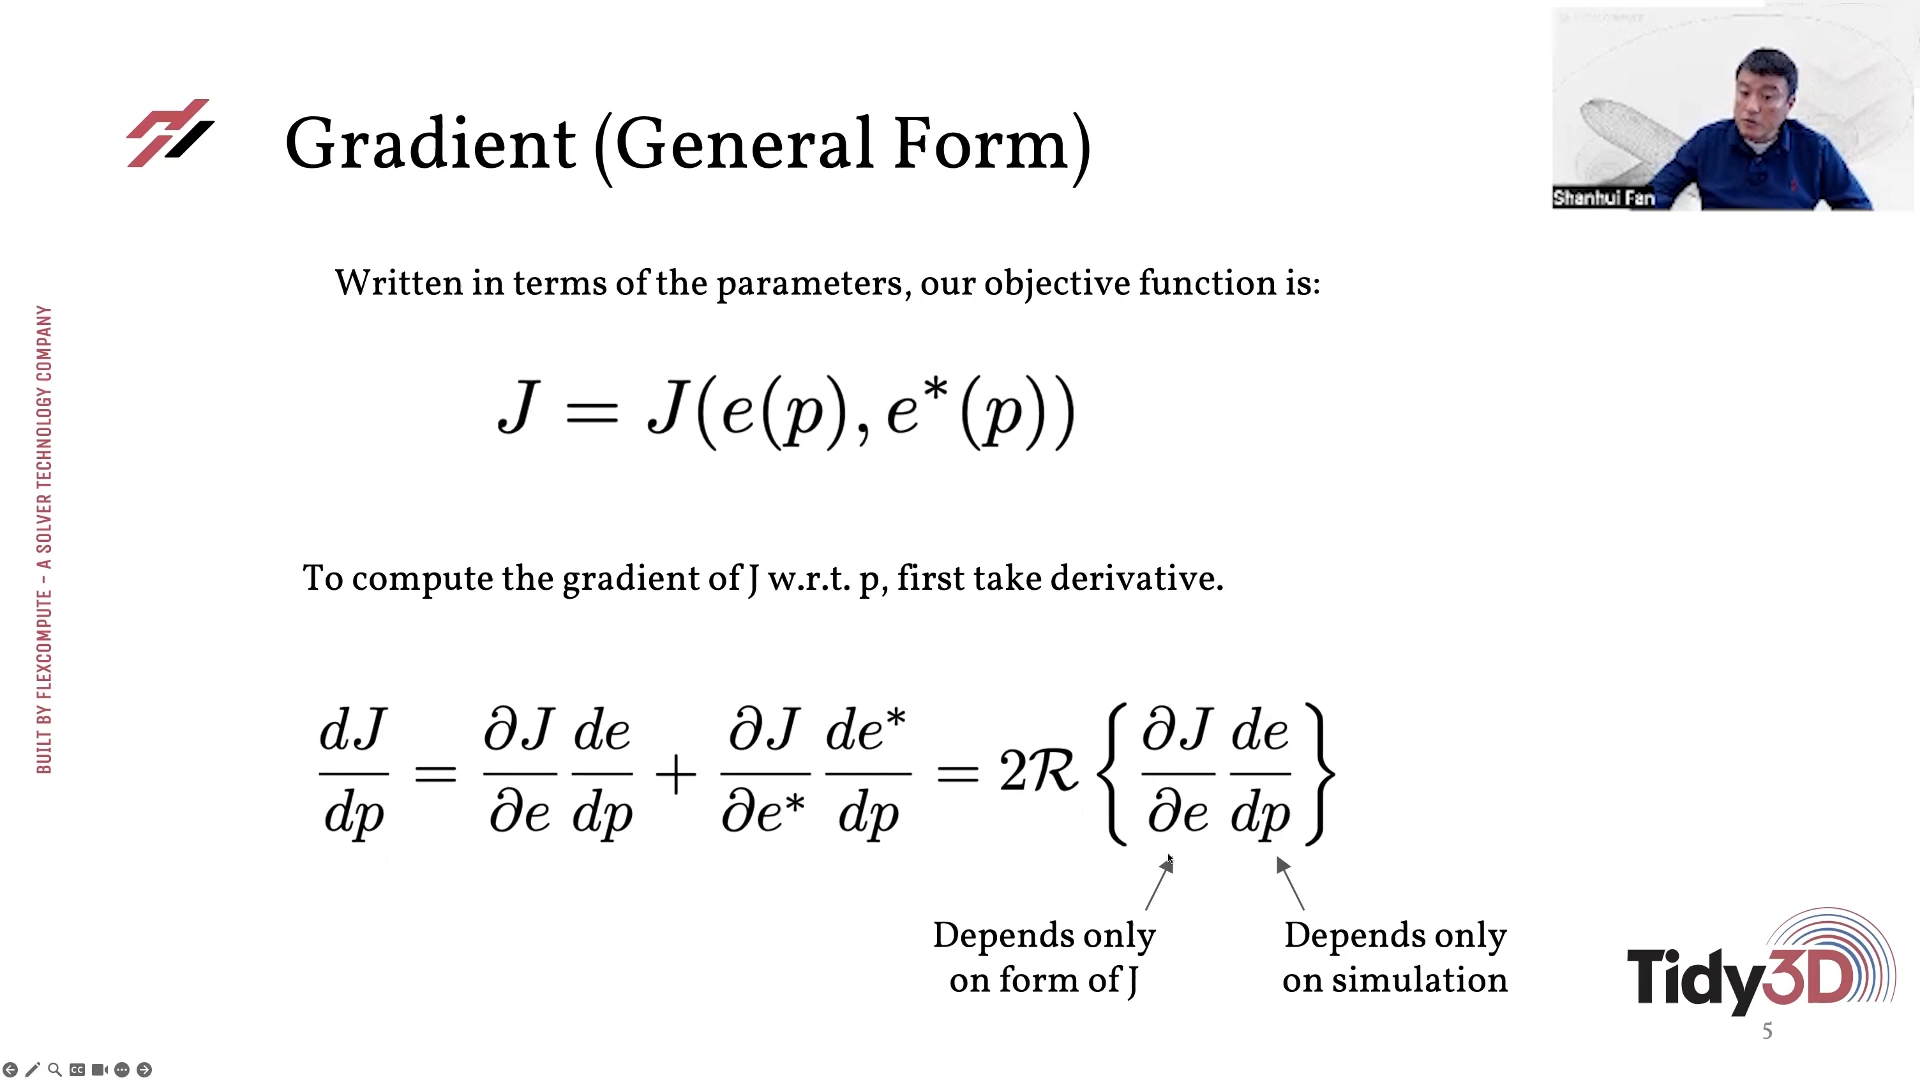 Gradient (General Form)
Shanhui Fan
Written in terms of the parameters, our objective function is:
J = J(e(p), e*(p))
To compute the gradient of J w.r.t. p, first take derivative.
dJ/dp = ∂J/∂e de/dp + ∂J/∂e* de*/dp = 2ℛ { ∂J/∂e de/dp }
Depends only
on form of J
Depends only
on simulation
BUILT BY FLEXCOMPUTE - A SOLVER TECHNOLOGY COMPANY
Tidy3D
5
CC